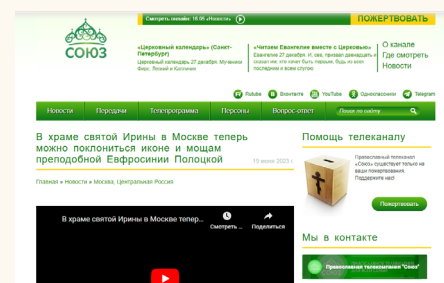 Смотреть онлайн: 18.05 «Новости»
ПОЖЕРТВОВАТЬ
СОЮЗ
«Церковный календарь» (Санкт-Петербург)
Церковный календарь 27 декабря. Мученики Фирс, Левкий и Каллиник
«Читаем Евангелие вместе с Церковью»
Евангелие 27 декабря. И, сев, призвал двенадцать и
сказал им: кто хочет быть первым, будь из всех
последним и всем слугою.
О канале
Где смотреть
Новости
Rutube Вконтакте YouTube Одноклассники Telegram
Новости Передачи Телепрограмма Персоны Вопрос-ответ Поиск по сайту
В храме святой Ирины в Москве теперь
можно поклониться иконе и мощам
преподобной Евфросинии Полоцкой
Главная » Новости » Москва, Центральная Россия
В храме святой Ирины в Москве тепер...
Смотреть ... Поделиться
Помощь телеканалу
Православный телеканал
«Союз» существует только на
ваши пожертвования.
Поддержите нас!
Пожертвовать
Мы в контакте
Православная телекомпания "Союз"